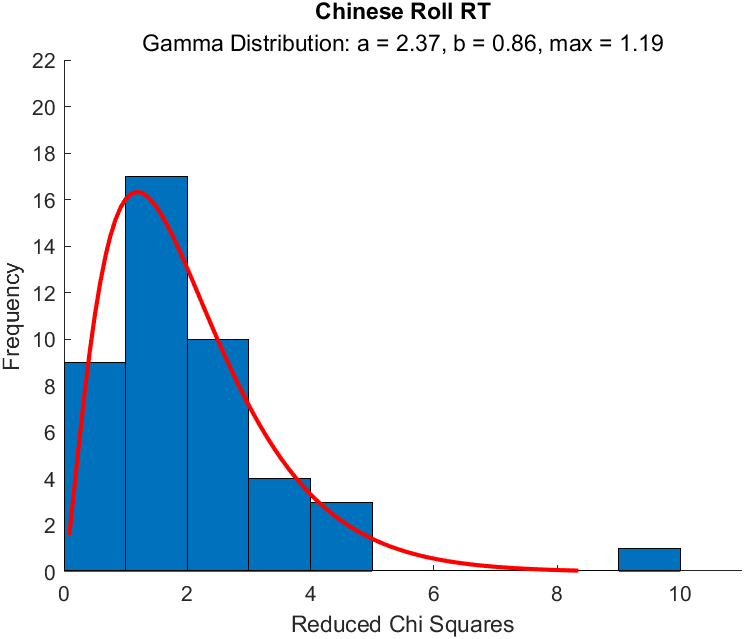 Chinese Roll RT
Gamma Distribution: a = 2.37, b = 0.86, max = 1.19
22
20
18
16
14
12
10
8
6
4
2
0
Frequency
0 2 4 6 8 10
Reduced Chi Squares